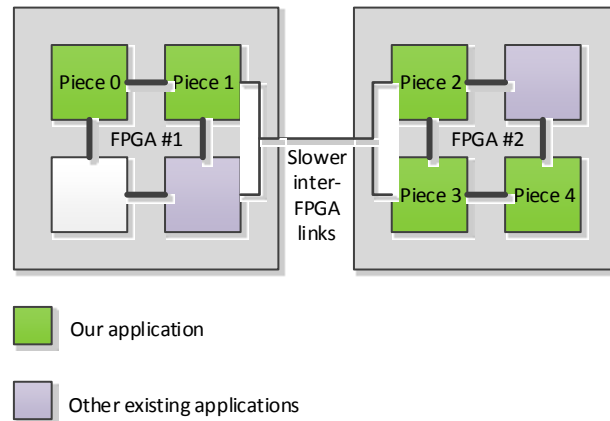 Piece 0
Piece 1
FPGA #1
Slower
inter-
FPGA
links
Piece 2
FPGA #2
Piece 3
Piece 4
Our application
Other existing applications